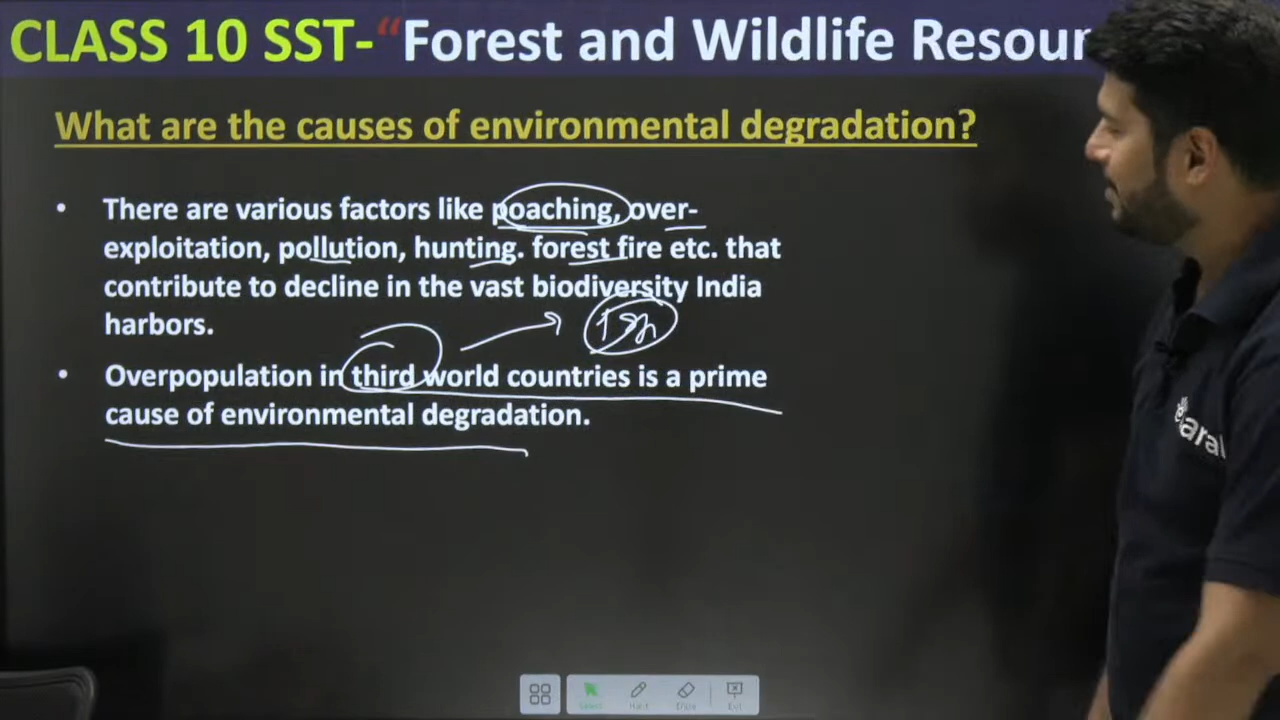 CLASS 10 SST-“Forest and Wildlife Resour
What are the causes of environmental degradation?
• There are various factors like poaching, over-
exploitation, pollution, hunting. forest fire etc. that
contribute to decline in the vast biodiversity India
harbors.
• Overpopulation in third world countries is a prime
cause of environmental degradation.